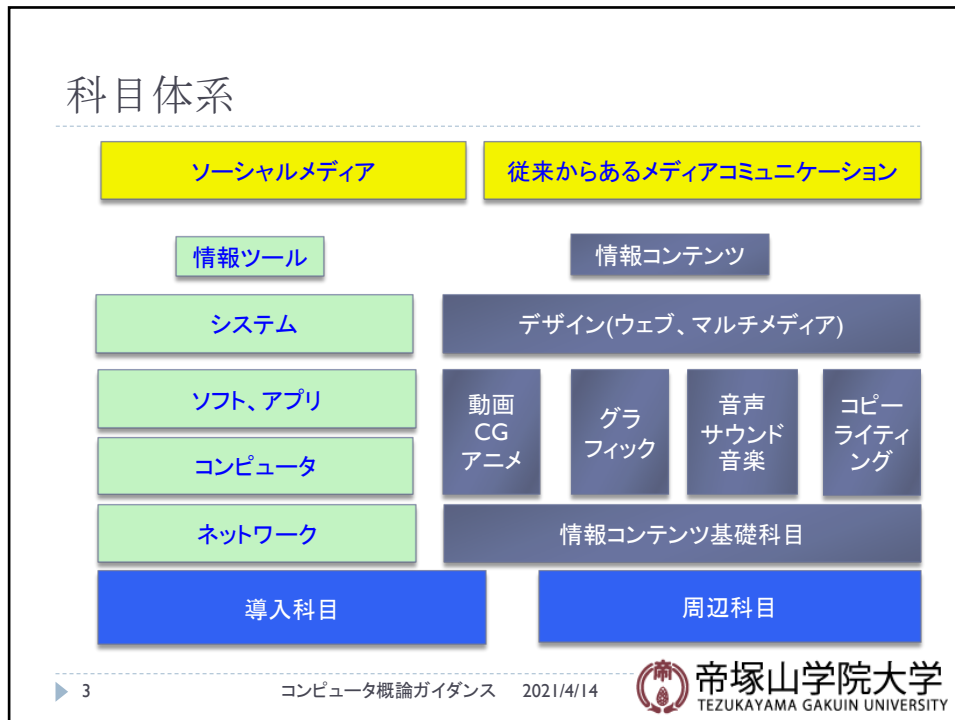 科目体系
ソーシャルメディア
従来からあるメディアコミュニケーション
情報ツール
情報コンテンツ
システム
デザイン(ウェブ、マルチメディア)
ソフト、アプリ
動画
CG
アニメ
グラ
フィック
音声
サウンド
音楽
コピー
ライティ
ング
コンピュータ
ネットワーク
情報コンテンツ基礎科目
導入科目
周辺科目
3
コンピュータ概論ガイダンス 2021/4/14
帝
帝塚山学院大学
TEZUKAYAMA GAKUIN UNIVERSITY